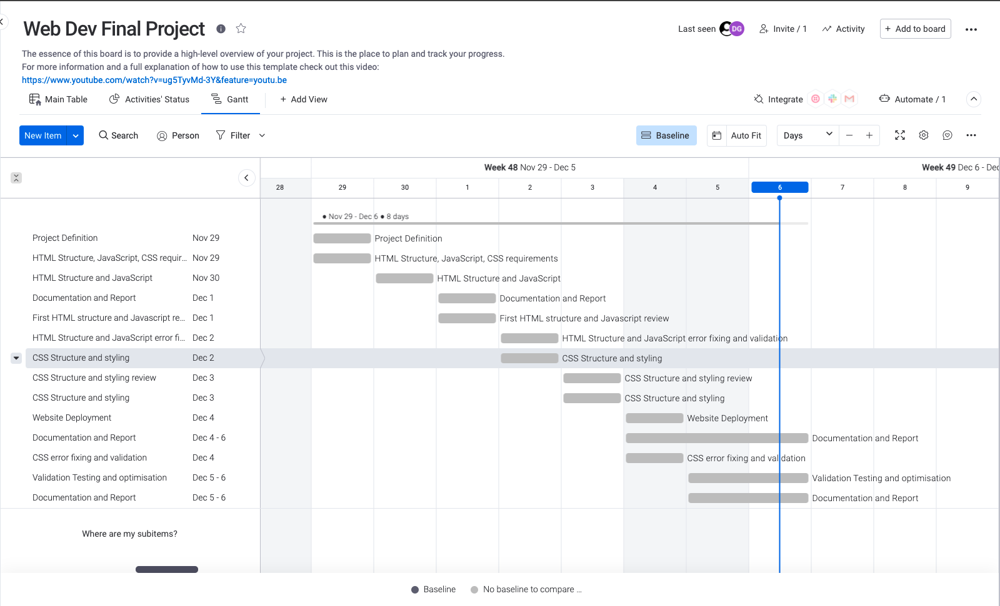 Web Dev Final Project
Last seen DG Invite / 1 Activity + Add to board
The essence of this board is to provide a high-level overview of your project. This is the place to plan and track your progress.
For more information and a full explanation of how to use this template check out this video:
https://www.youtube.com/watch?v=ug5TyvMd-3Y&feature=youtu.be
Main Table Activities' Status Gantt + Add View Integrate Automate / 1
New Item Search Person Filter Baseline Auto Fit Days − +
Week 48 Nov 29 - Dec 5 Week 49 Dec 6 - Dec
28 29 30 1 2 3 4 5 6 7 8 9
● Nov 29 - Dec 6 ● 8 days
Project Definition Nov 29 Project Definition
HTML Structure, JavaScript, CSS requir... Nov 29 HTML Structure, JavaScript, CSS requirements
HTML Structure and JavaScript Nov 30 HTML Structure and JavaScript
Documentation and Report Dec 1 Documentation and Report
First HTML structure and Javascript re... Dec 1 First HTML structure and Javascript review
HTML Structure and JavaScript error fi... Dec 2 HTML Structure and JavaScript error fixing and validation
CSS Structure and styling Dec 2 CSS Structure and styling
CSS Structure and styling review Dec 3 CSS Structure and styling review
CSS Structure and styling Dec 3 CSS Structure and styling
Website Deployment Dec 4 Website Deployment
Documentation and Report Dec 4 - 6 Documentation and Report
CSS error fixing and validation Dec 4 CSS error fixing and validation
Validation Testing and optimisation Dec 5 - 6 Validation Testing and optimisation
Documentation and Report Dec 5 - 6 Documentation and Report
Where are my subitems?
Baseline No baseline to compare ...